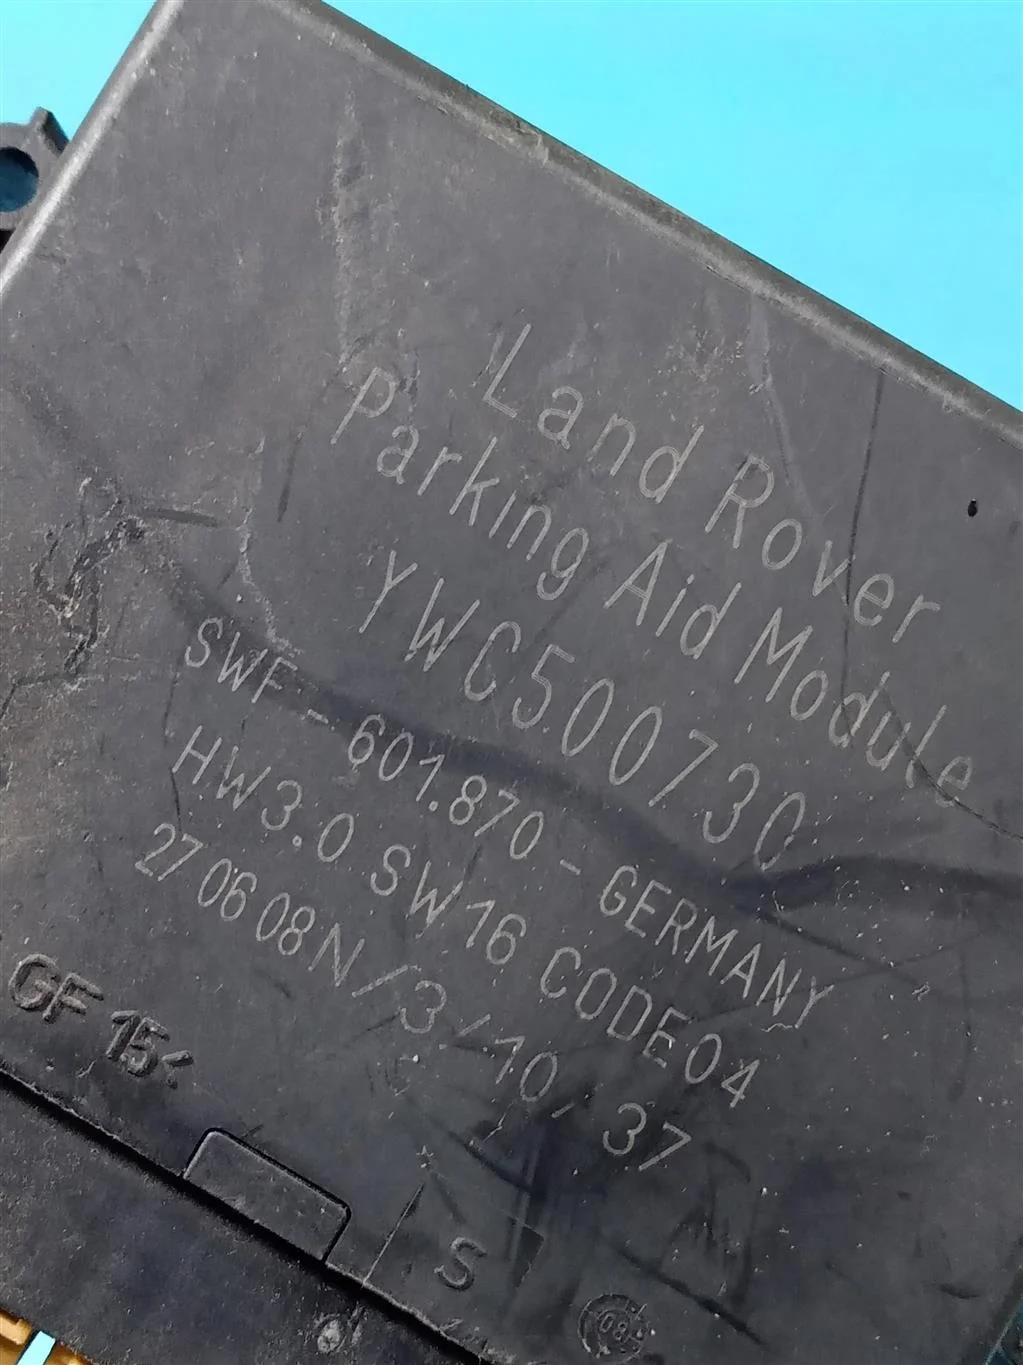 Land Rover
Parking Aid Module
YWC500730
SWF - 601.870 - GERMANY
HW3.0 SW16 CODE04
27 06 08 N / 3 / 10 / 37
GF 15
S
08